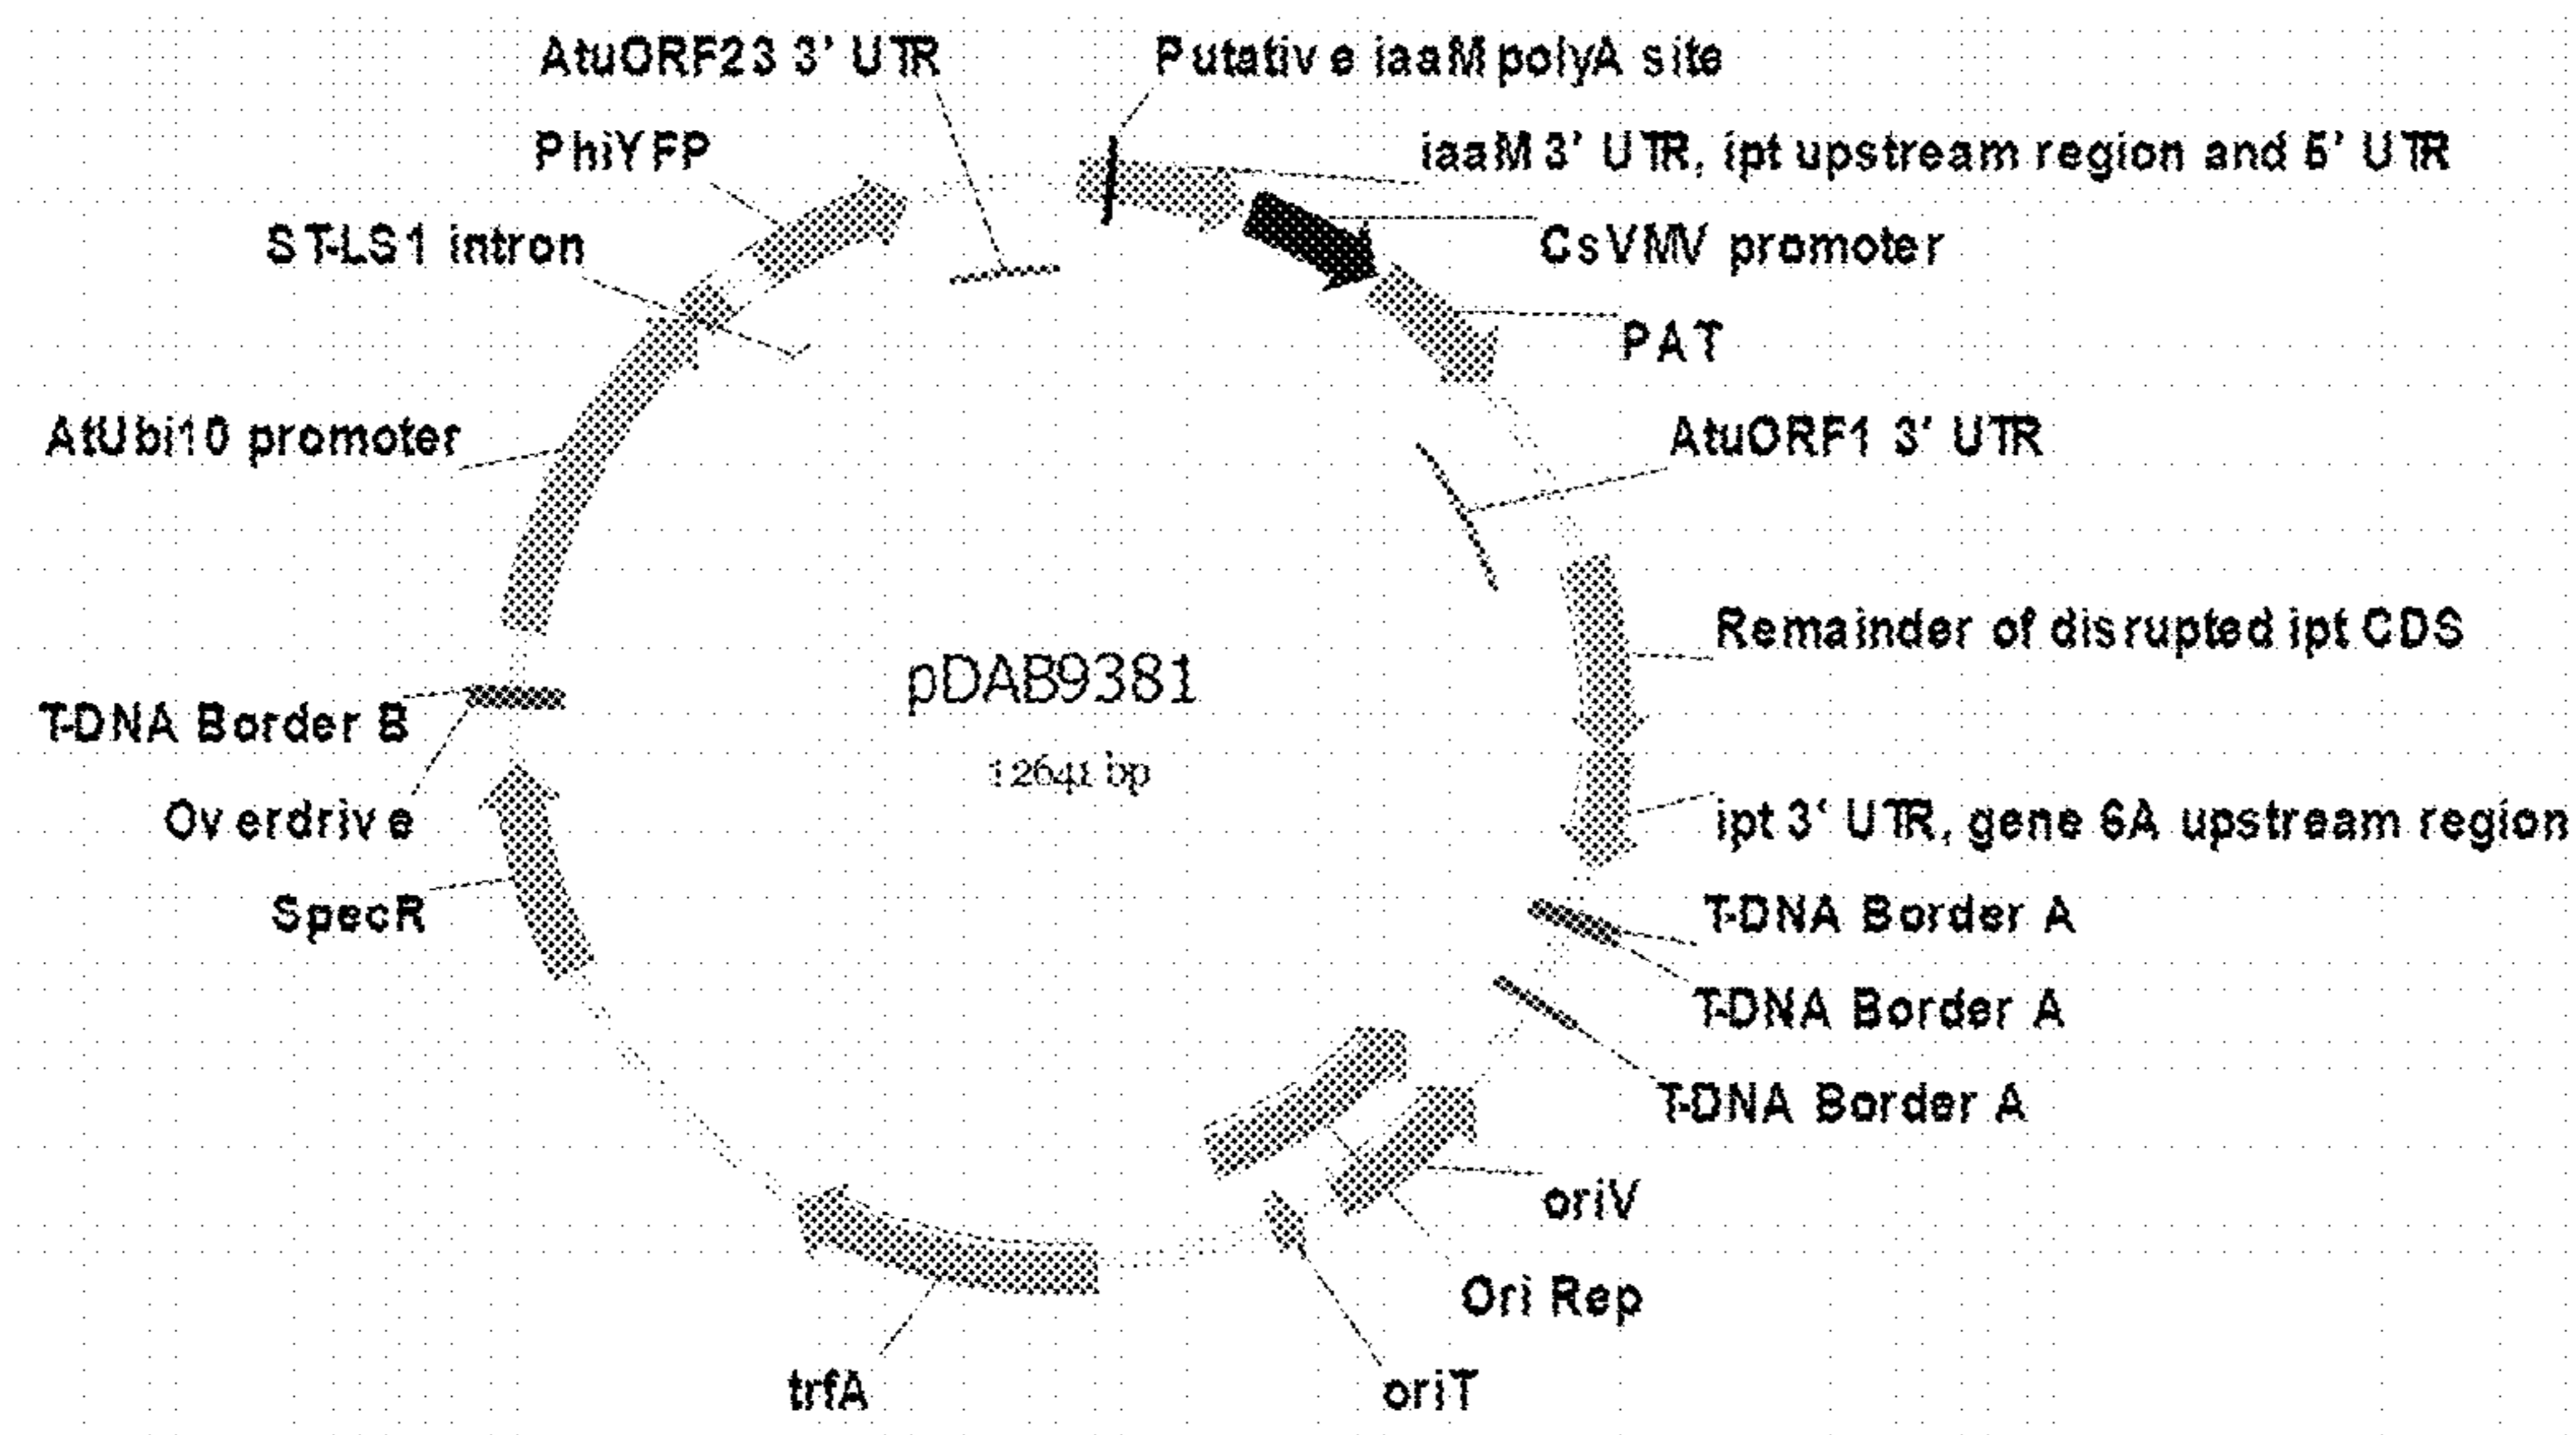 AtuORF23 3' UTR
Putative iaaM polyA site
PhiYFP
iaaM 3' UTR, ipt upstream region and 5' UTR
ST-LS1 intron
CsVMV promoter
PAT
AtUbi10 promoter
AtuORF1 3' UTR
Remainder of disrupted ipt CDS
pDAB9381
12641 bp
T-DNA Border B
Overdrive
ipt 3' UTR, gene 6A upstream region
SpecR
T-DNA Border A
T-DNA Border A
T-DNA Border A
oriV
Ori Rep
trfA
oriT